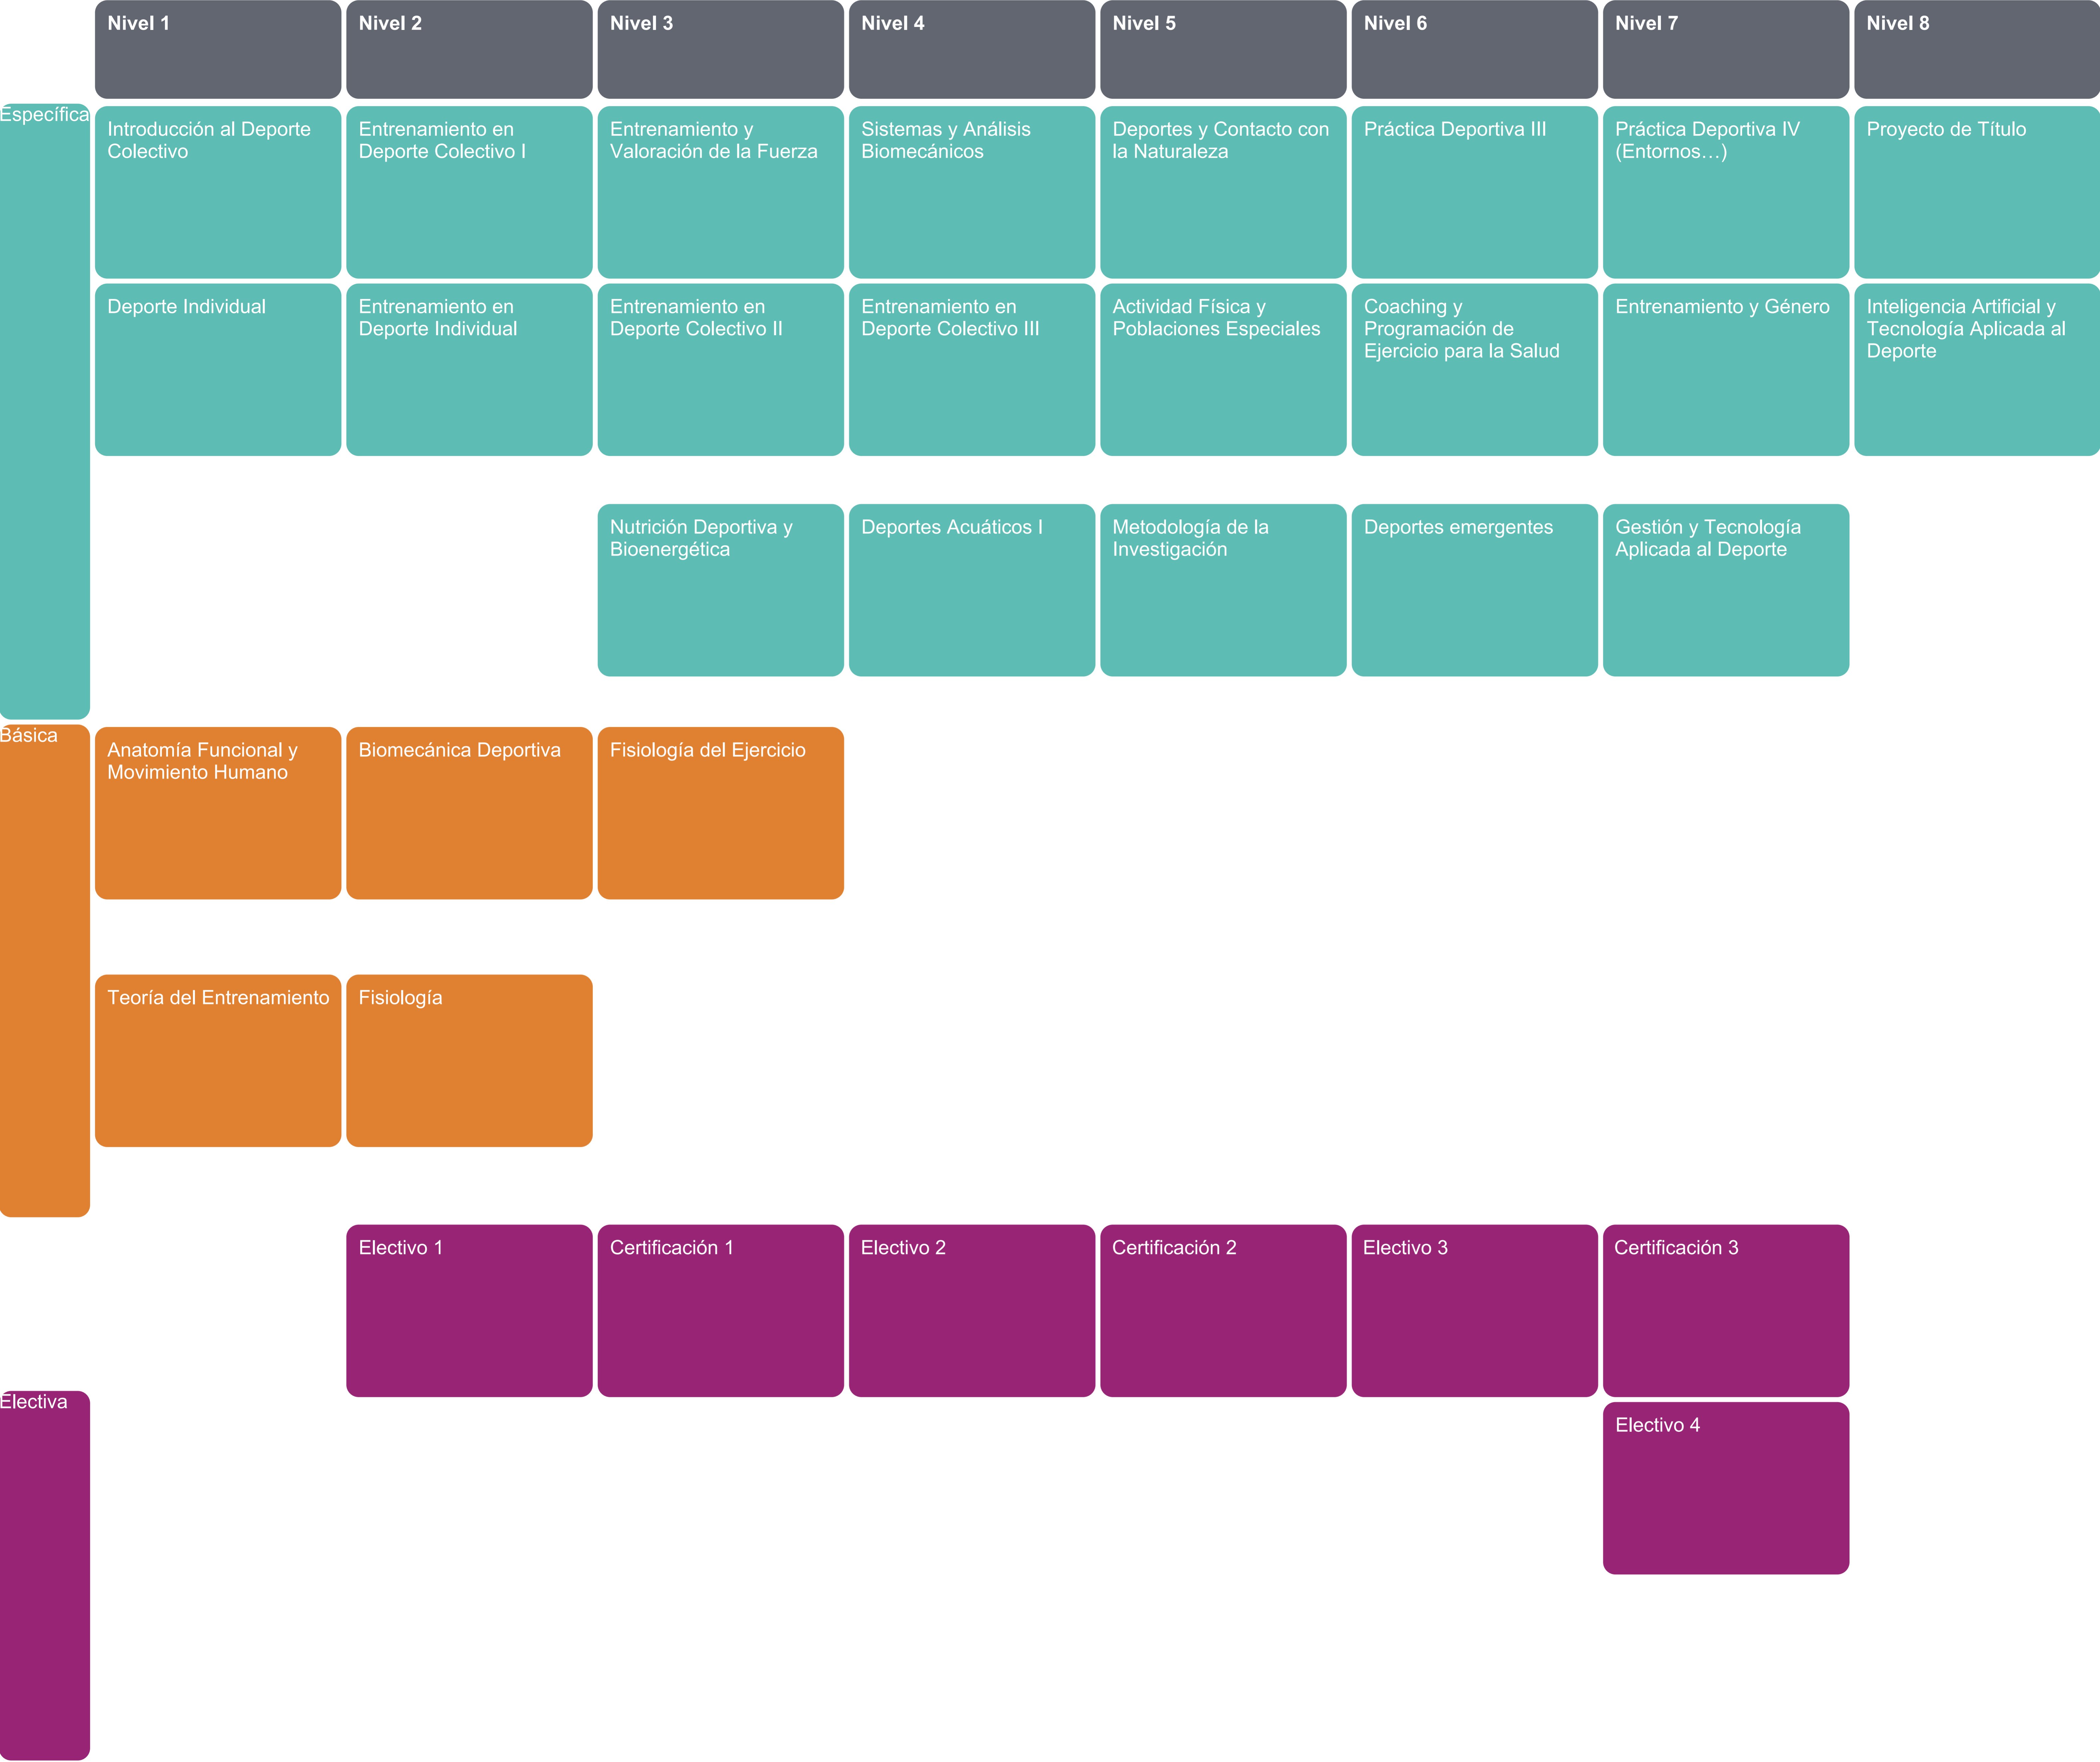 Nivel 1
Nivel 2
Nivel 3
Nivel 4
Nivel 5
Nivel 6
Nivel 7
Nivel 8
Específica
Introducción al Deporte
Colectivo
Entrenamiento en
Deporte Colectivo I
Entrenamiento y
Valoración de la Fuerza
Sistemas y Análisis
Biomecánicos
Deportes y Contacto con
la Naturaleza
Práctica Deportiva III
Práctica Deportiva IV
(Entornos…)
Proyecto de Título
Deporte Individual
Entrenamiento en
Deporte Individual
Entrenamiento en
Deporte Colectivo II
Entrenamiento en
Deporte Colectivo III
Actividad Física y
Poblaciones Especiales
Coaching y
Programación de
Ejercicio para la Salud
Entrenamiento y Género
Inteligencia Artificial y
Tecnología Aplicada al
Deporte
Nutrición Deportiva y
Bioenergética
Deportes Acuáticos I
Metodología de la
Investigación
Deportes emergentes
Gestión y Tecnología
Aplicada al Deporte
Básica
Anatomía Funcional y
Movimiento Humano
Biomecánica Deportiva
Fisiología del Ejercicio
Teoría del Entrenamiento
Fisiología
Electivo 1
Certificación 1
Electivo 2
Certificación 2
Electivo 3
Certificación 3
Electiva
Electivo 4